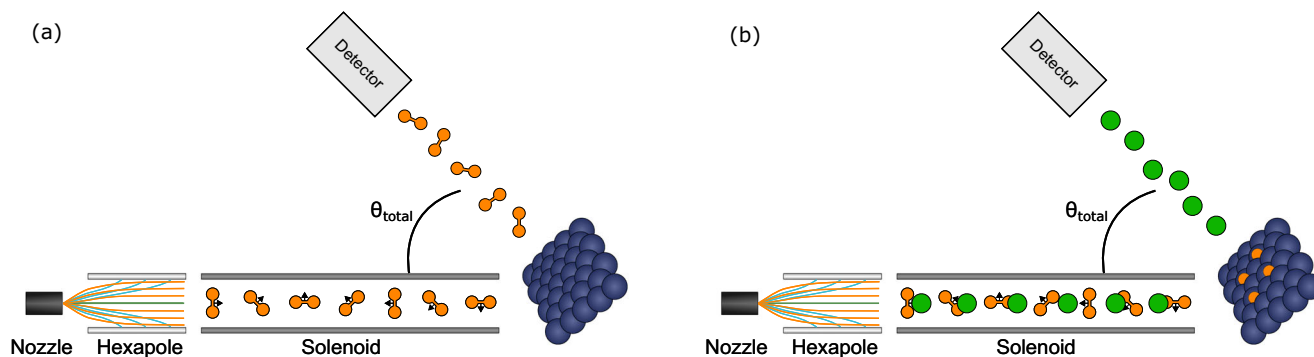 (a)
Detector
θtotal
Nozzle Hexapole Solenoid
(b)
Detector
θtotal
Nozzle Hexapole Solenoid